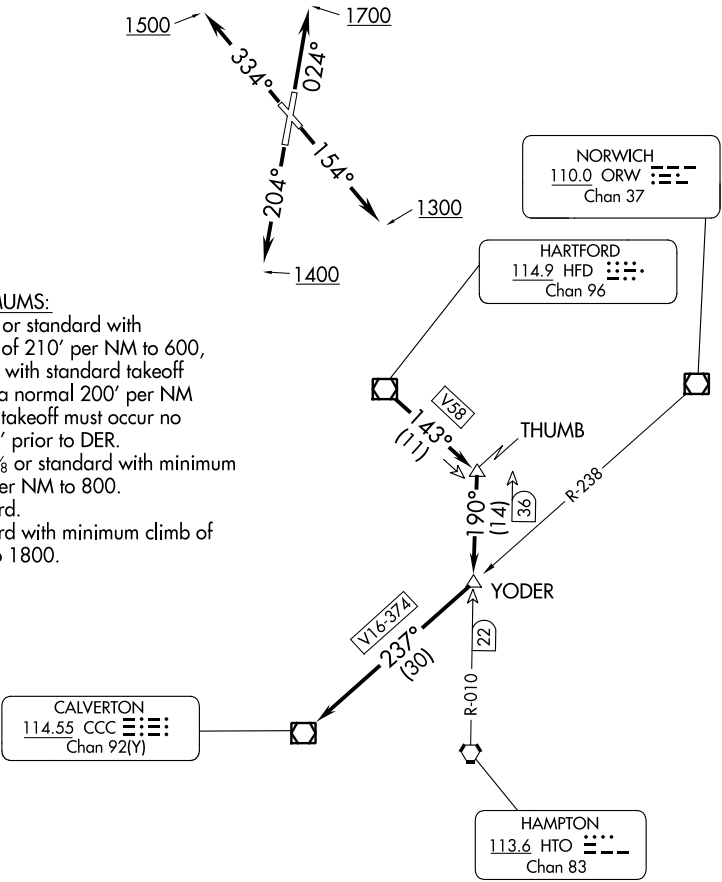 1500
1700
334°
024°
154°
204°
1300
1400
NORWICH
110.0 ORW
Chan 37
HARTFORD
114.9 HFD
Chan 96
MUMS:
or standard with
of 210' per NM to 600,
with standard takeoff
a normal 200' per NM
takeoff must occur no
' prior to DER.
⅛ or standard with minimum
er NM to 800.
rd.
rd with minimum climb of
o 1800.
V58
143°
(11)
THUMB
190°
(14)
36
R-238
YODER
V16-374
237°
(30)
22
R-010
CALVERTON
114.55 CCC
Chan 92(Y)
HAMPTON
113.6 HTO
Chan 83